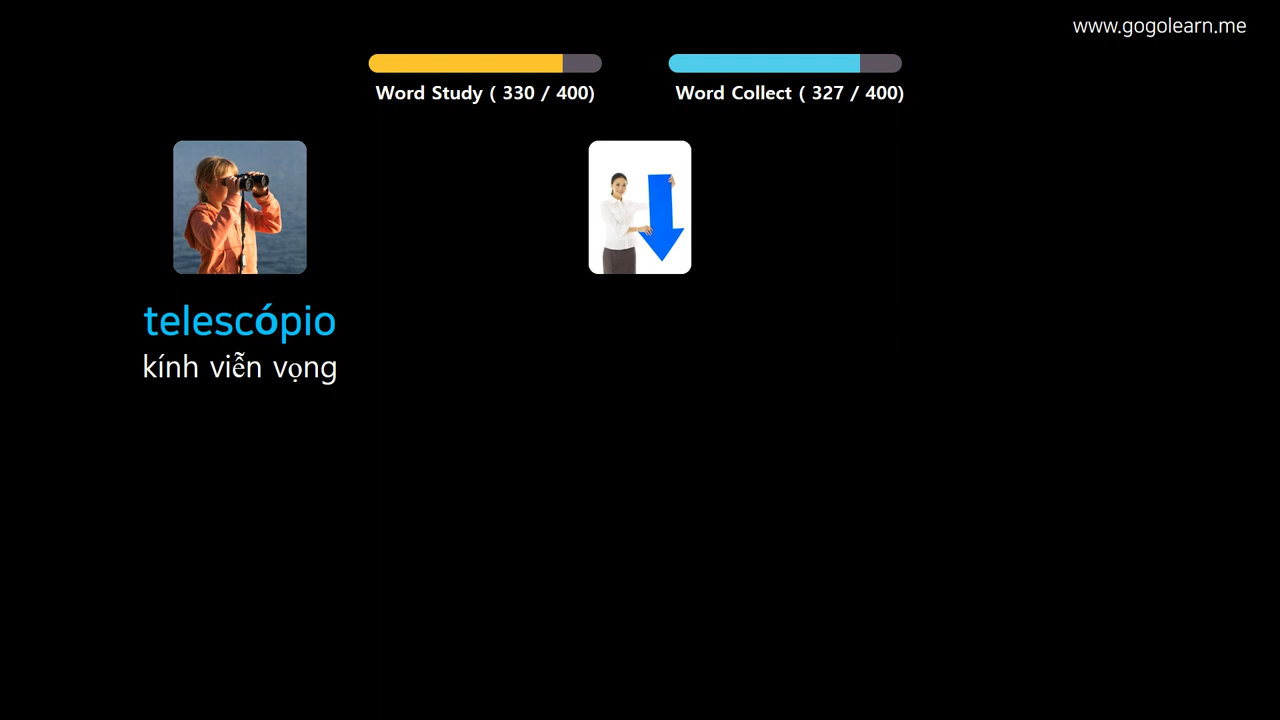 www.gogolearn.me
Word Study ( 330 / 400)
Word Collect ( 327 / 400)
telescópio
kính viễn vọng